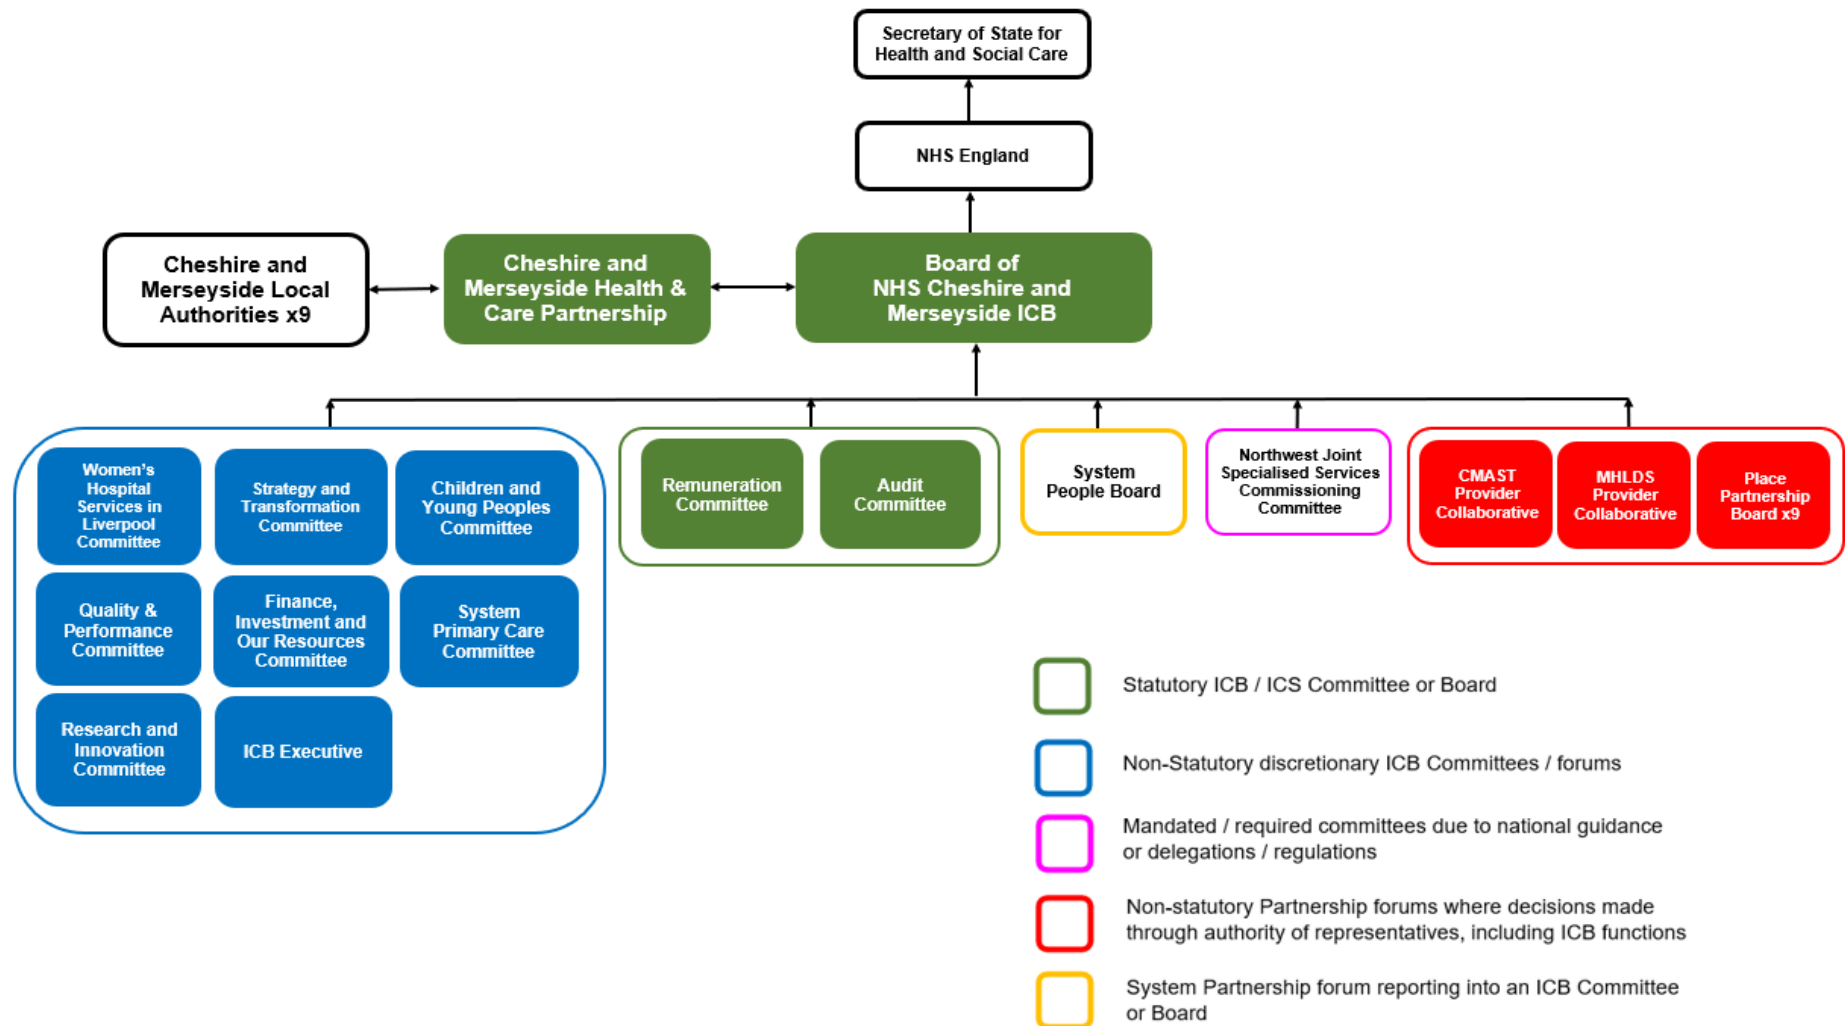 Secretary of State for
Health and Social Care
NHS England
Cheshire and
Merseyside Local
Authorities x9
Cheshire and
Merseyside Health &
Care Partnership
Board of
NHS Cheshire and
Merseyside ICB
Women's
Hospital
Services in
Liverpool
Committee
Strategy and
Transformation
Committee
Children and
Young Peoples
Committee
Quality &
Performance
Committee
Finance,
Investment and
Our Resources
Committee
System
Primary Care
Committee
Research and
Innovation
Committee
ICB Executive
Remuneration
Committee
Audit
Committee
System
People Board
Northwest Joint
Specialised Services
Commissioning
Committee
CMAST
Provider
Collaborative
MHLDS
Provider
Collaborative
Place
Partnership
Board x9
Statutory ICB / ICS Committee or Board
Non-Statutory discretionary ICB Committees / forums
Mandated / required committees due to national guidance
or delegations / regulations
Non-statutory Partnership forums where decisions made
through authority of representatives, including ICB functions
System Partnership forum reporting into an ICB Committee
or Board